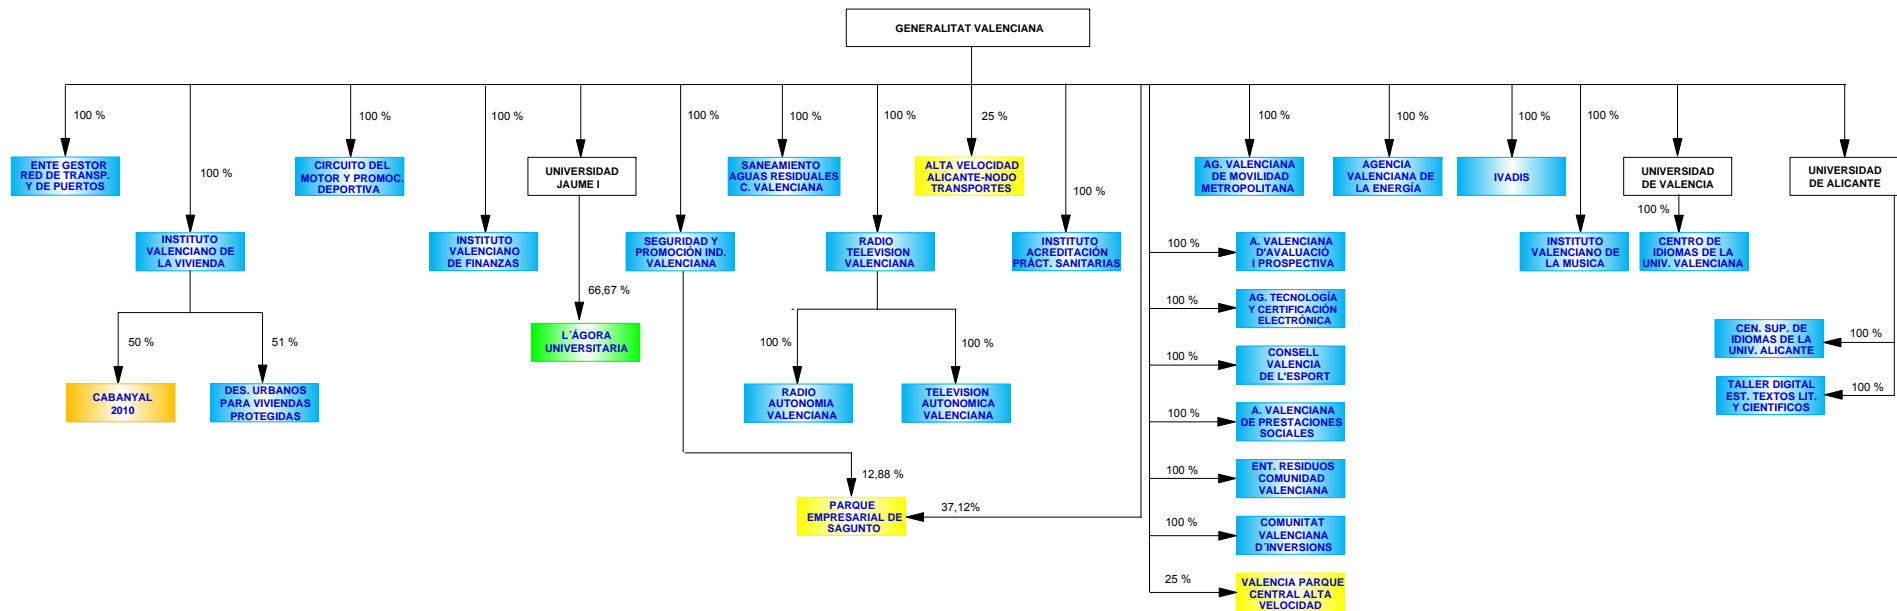 GENERALITAT VALENCIANA
100 %
100 %
100 %
100 %
100 %
100 %
25 %
100 %
100 %
100 %
100 %
ENTE GESTOR
RED DE TRANSP.
Y DE PUERTOS
100 %
CIRCUITO DEL
MOTOR Y PROMOC.
DEPORTIVA
UNIVERSIDAD
JAUME I
SANEAMIENTO
AGUAS RESIDUALES
C. VALENCIANA
ALTA VELOCIDAD
ALICANTE-NODO
TRANSPORTES
100 %
AG. VALENCIANA
DE MOVILIDAD
METROPOLITANA
AGENCIA
VALENCIANA DE
LA ENERGÍA
IVADIS
UNIVERSIDAD
DE VALENCIA
UNIVERSIDAD
DE ALICANTE
100 %
INSTITUTO
VALENCIANO DE
LA VIVIENDA
INSTITUTO
VALENCIANO
DE FINANZAS
SEGURIDAD Y
PROMOCIÓN IND.
VALENCIANA
RADIO
TELEVISION
VALENCIANA
INSTITUTO
ACREDITACIÓN
PRÁCT. SANITARIAS
100 %
A. VALENCIANA
D'AVALUACIÓ
I PROSPECTIVA
INSTITUTO
VALENCIANO DE
LA MUSICA
CENTRO DE
IDIOMAS DE LA
UNIV. VALENCIANA
66,67 %
100 %
AG. TECNOLOGÍA
Y CERTIFICACIÓN
ELECTRÓNICA
L´ÁGORA
UNIVERSITARIA
50 %
51 %
100 %
100 %
100 %
CONSELL
VALENCIA
DE L'ESPORT
CEN. SUP. DE
IDIOMAS DE LA
UNIV. ALICANTE
100 %
CABANYAL
2010
DES. URBANOS
PARA VIVIENDAS
PROTEGIDAS
RADIO
AUTONOMIA
VALENCIANA
TELEVISION
AUTONOMICA
VALENCIANA
100 %
A. VALENCIANA
DE PRESTACIONES
SOCIALES
TALLER DIGITAL
EST. TEXTOS LIT.
Y CIENTIFICOS
100 %
12,88 %
100 %
ENT. RESIDUOS
COMUNIDAD
VALENCIANA
PARQUE
EMPRESARIAL DE
SAGUNTO
37,12%
100 %
COMUNITAT
VALENCIANA
D´INVERSIONS
25 %
VALENCIA PARQUE
CENTRAL ALTA
VELOCIDAD